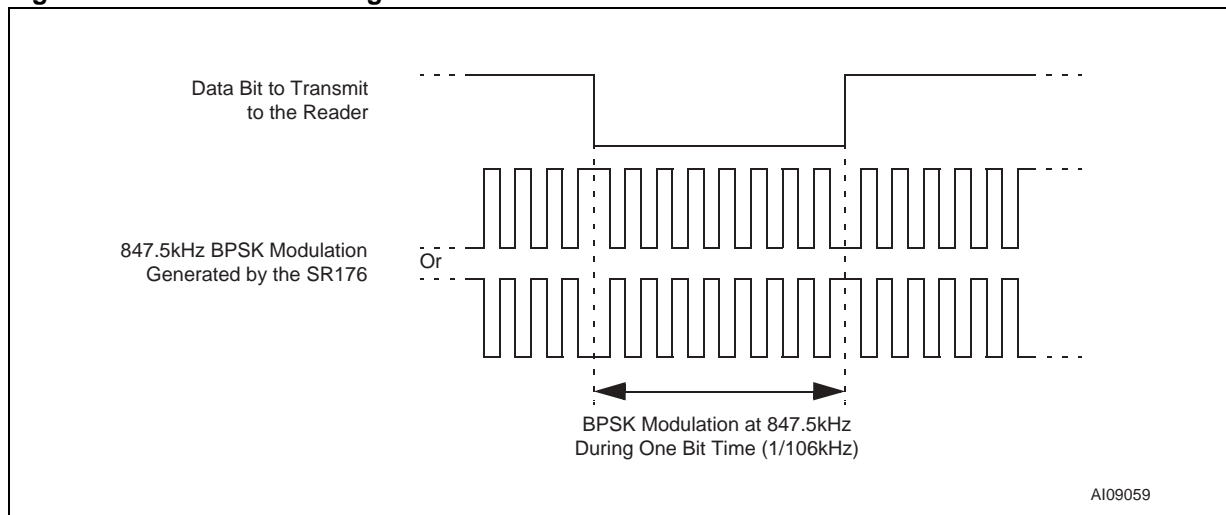 Data Bit to Transmit
to the Reader
847.5kHz BPSK Modulation
Generated by the SR176
Or
BPSK Modulation at 847.5kHz
During One Bit Time (1/106kHz)
AI09059